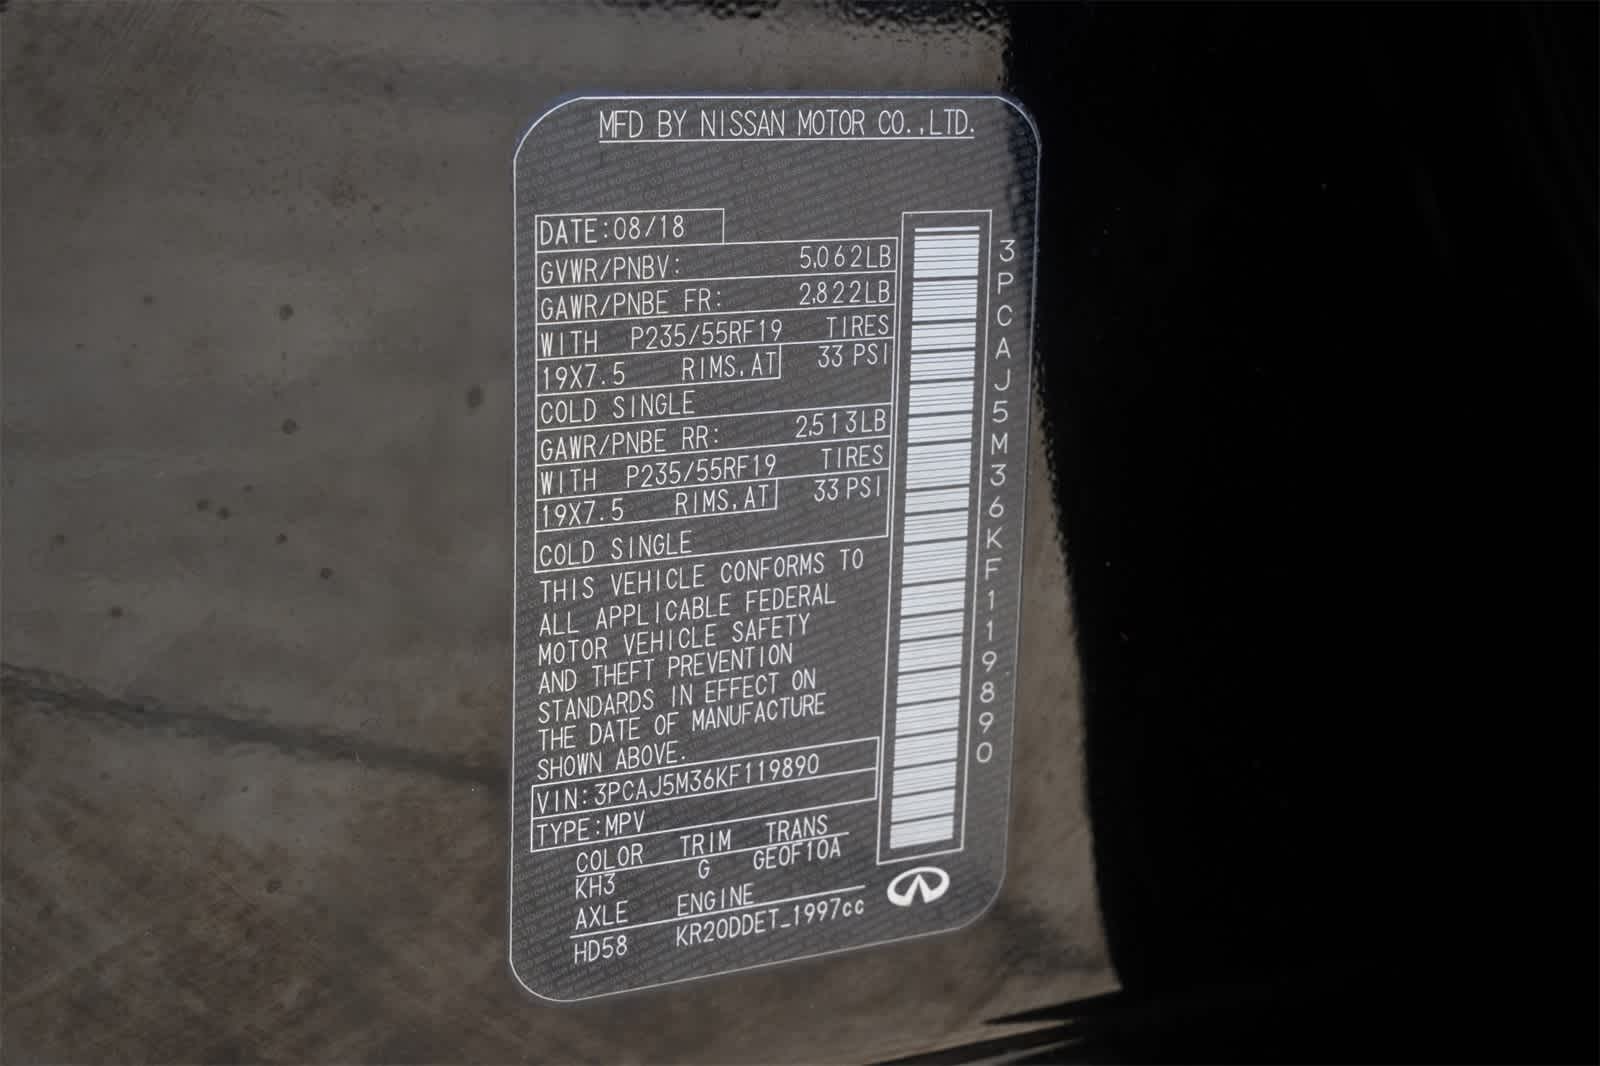 MFD BY NISSAN MOTOR CO.,LTD.
DATE:08/18
GVWR/PNBV: 5,062LB
GAWR/PNBE FR: 2,822LB
WITH P235/55RF19 TIRES
19X7.5 RIMS,AT 33 PSI
COLD SINGLE
GAWR/PNBE RR: 2,513LB
WITH P235/55RF19 TIRES
19X7.5 RIMS,AT 33 PSI
COLD SINGLE
THIS VEHICLE CONFORMS TO
ALL APPLICABLE FEDERAL
MOTOR VEHICLE SAFETY
AND THEFT PREVENTION
STANDARDS IN EFFECT ON
THE DATE OF MANUFACTURE
SHOWN ABOVE.
VIN:3PCAJ5M36KF119890
TYPE:MPV
COLOR TRIM TRANS
KH3 G GE0F10A
AXLE ENGINE
HD58 KR20DDET_1997cc
3PCAJ5M36KF119890